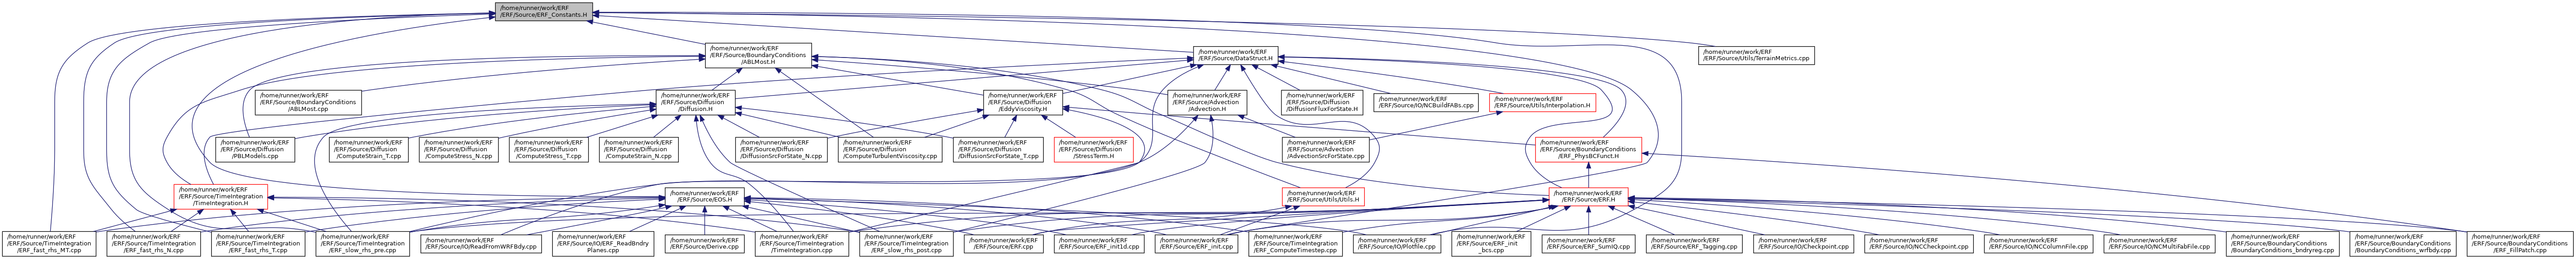 /home/runner/work/ERF
/ERF/Source/ERF_Constants.H
/home/runner/work/ERF
/ERF/Source/BoundaryConditions
/ABLMost.H
/home/runner/work/ERF
/ERF/Source/DataStruct.H
/home/runner/work/ERF
/ERF/Source/Utils/TerrainMetrics.cpp
/home/runner/work/ERF
/ERF/Source/BoundaryConditions
/ABLMost.cpp
/home/runner/work/ERF
/ERF/Source/Diffusion
/Diffusion.H
/home/runner/work/ERF
/ERF/Source/Diffusion
/EddyViscosity.H
/home/runner/work/ERF
/ERF/Source/Advection
/Advection.H
/home/runner/work/ERF
/ERF/Source/Diffusion
/DiffusionFluxForState.H
/home/runner/work/ERF
/ERF/Source/IO/NCBuildFABs.cpp
/home/runner/work/ERF
/ERF/Source/Utils/Interpolation.H
/home/runner/work/ERF
/ERF/Source/Diffusion
/PBLModels.cpp
/home/runner/work/ERF
/ERF/Source/Diffusion
/ComputeStrain_T.cpp
/home/runner/work/ERF
/ERF/Source/Diffusion
/ComputeStress_N.cpp
/home/runner/work/ERF
/ERF/Source/Diffusion
/ComputeStress_T.cpp
/home/runner/work/ERF
/ERF/Source/Diffusion
/ComputeStrain_N.cpp
/home/runner/work/ERF
/ERF/Source/Diffusion
/DiffusionSrcForState_N.cpp
/home/runner/work/ERF
/ERF/Source/Diffusion
/ComputeTurbulentViscosity.cpp
/home/runner/work/ERF
/ERF/Source/Diffusion
/DiffusionSrcForState_T.cpp
/home/runner/work/ERF
/ERF/Source/Diffusion
/StressTerm.H
/home/runner/work/ERF
/ERF/Source/Advection
/AdvectionSrcForState.cpp
/home/runner/work/ERF
/ERF/Source/BoundaryConditions
/ERF_PhysBCFunct.H
/home/runner/work/ERF
/ERF/Source/TimeIntegration
/TimeIntegration.H
/home/runner/work/ERF
/ERF/Source/EOS.H
/home/runner/work/ERF
/ERF/Source/Utils/Utils.H
/home/runner/work/ERF
/ERF/Source/ERF.H
/home/runner/work/ERF
/ERF/Source/TimeIntegration
/ERF_fast_rhs_MT.cpp
/home/runner/work/ERF
/ERF/Source/TimeIntegration
/ERF_fast_rhs_N.cpp
/home/runner/work/ERF
/ERF/Source/TimeIntegration
/ERF_fast_rhs_T.cpp
/home/runner/work/ERF
/ERF/Source/TimeIntegration
/ERF_slow_rhs_pre.cpp
/home/runner/work/ERF
/ERF/Source/IO/ReadFromWRFBdy.cpp
/home/runner/work/ERF
/ERF/Source/IO/ERF_ReadBndry
Planes.cpp
/home/runner/work/ERF
/ERF/Source/Derive.cpp
/home/runner/work/ERF
/ERF/Source/TimeIntegration
/TimeIntegration.cpp
/home/runner/work/ERF
/ERF/Source/TimeIntegration
/ERF_slow_rhs_post.cpp
/home/runner/work/ERF
/ERF/Source/ERF.cpp
/home/runner/work/ERF
/ERF/Source/ERF_init1d.cpp
/home/runner/work/ERF
/ERF/Source/ERF_init.cpp
/home/runner/work/ERF
/ERF/Source/TimeIntegration
/ERF_ComputeTimestep.cpp
/home/runner/work/ERF
/ERF/Source/IO/Plotfile.cpp
/home/runner/work/ERF
/ERF/Source/ERF_init
_bcs.cpp
/home/runner/work/ERF
/ERF/Source/ERF_SumIQ.cpp
/home/runner/work/ERF
/ERF/Source/ERF_Tagging.cpp
/home/runner/work/ERF
/ERF/Source/IO/Checkpoint.cpp
/home/runner/work/ERF
/ERF/Source/IO/NCCheckpoint.cpp
/home/runner/work/ERF
/ERF/Source/IO/NCColumnFile.cpp
/home/runner/work/ERF
/ERF/Source/IO/NCMultiFabFile.cpp
/home/runner/work/ERF
/ERF/Source/BoundaryConditions
/BoundaryConditions_bndryreg.cpp
/home/runner/work/ERF
/ERF/Source/BoundaryConditions
/BoundaryConditions_wrfbdy.cpp
/home/runner/work/ERF
/ERF/Source/BoundaryConditions
/ERF_FillPatch.cpp